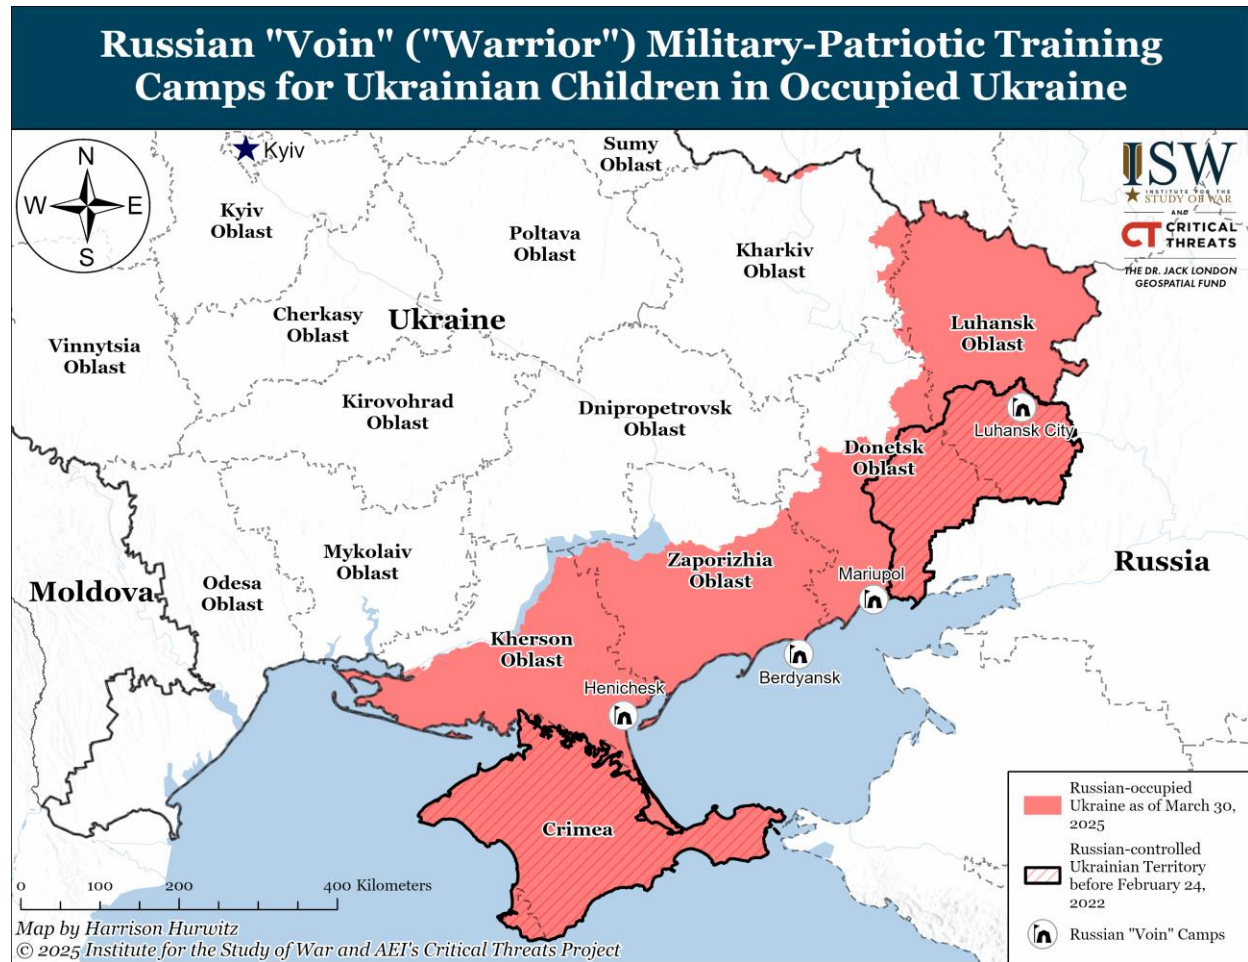 Russian "Voin" ("Warrior") Military-Patriotic Training
Camps for Ukrainian Children in Occupied Ukraine
N
W
E
S
Kyiv
Sumy
Oblast
ISW
INSTITUTE FOR THE
STUDY OF WAR
AND
CT CRITICAL
THREATS
THE DR. JACK LONDON
GEOSPATIAL FUND
Kyiv
Oblast
Poltava
Oblast
Kharkiv
Oblast
Cherkasy
Oblast
Ukraine
Luhansk
Oblast
Vinnytsia
Oblast
Kirovohrad
Oblast
Dnipropetrovsk
Oblast
Luhansk City
Donetsk
Oblast
Mykolaiv
Oblast
Zaporizhia
Oblast
Russia
Moldova
Odesa
Oblast
Mariupol
Kherson
Oblast
Berdyansk
Henichesk
Crimea
Russian-occupied
Ukraine as of March 30,
2025
Russian-controlled
Ukrainian Territory
before February 24,
2022
Russian "Voin" Camps
0 100 200 400 Kilometers
Map by Harrison Hurwitz
© 2025 Institute for the Study of War and AEI's Critical Threats Project